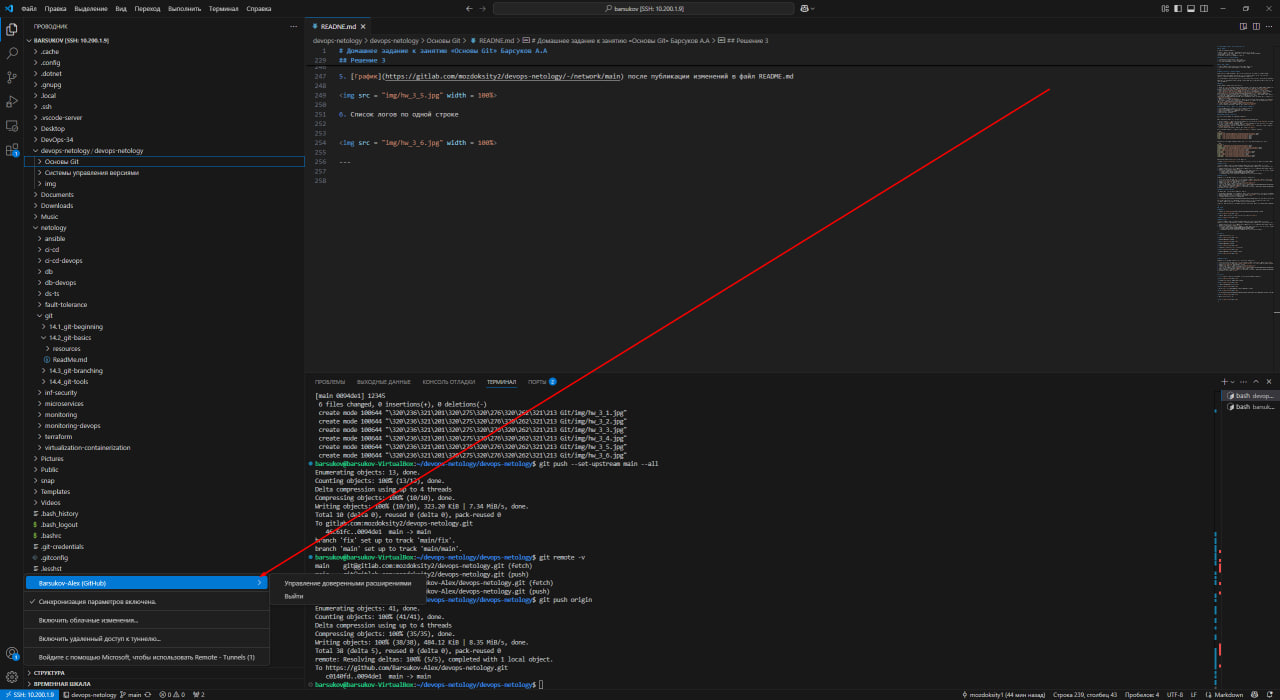 Файл Правка Выделение Вид Переход Выполнить Терминал Справка
barsukov [SSH: 10.200.1.9]
ПРОВОДНИК
BARSUKOV [SSH: 10.200.1.9]
.cache
.config
.dotnet
.gnupg
.local
.ssh
.vscode-server
Desktop
DevOps-34
devops-netology / devops-netology
Основы Git
Системы управления версиями
img
Documents
Downloads
Music
netology
ansible
ci-cd
ci-cd-devops
db
db-devops
ds-ts
fault-tolerance
git
14.1_git-beginning
14.2_git-basics
resources
ReadMe.md
14.3_git-branching
14.4_git-tools
inf-security
microservices
monitoring
monitoring-devops
terraform
virtualization-containerization
Pictures
Public
snap
Templates
Videos
.bash_history
.bash_logout
.bashrc
.git-credentials
.gitconfig
.lesshst
Barsukov-Alex (GitHub)
Управление доверенными расширениями
Выйти
Синхронизация параметров включена.
Включить облачные изменения...
Включить удаленный доступ к туннелю...
Войдите с помощью Microsoft, чтобы использовать Remote - Tunnels (1)
СТРУКТУРА
ВРЕМЕННАЯ ШКАЛА
README.md
devops-netology > devops-netology > Основы Git > README.md > # Домашнее задание к занятию «Основы Git» Барсуков А.А > ## Решение 3
1 # Домашнее задание к занятию «Основы Git» Барсуков А.А
229 ## Решение 3
247 5. [График](https://gitlab.com/mozdoksity2/devops-netology/-/network/main) после публикации изменений в файл README.md
248
249 <img src = "img/hw_3_5.jpg" width = 100%>
250
251 6. Список логов по одной строке
252
253
254 <img src = "img/hw_3_6.jpg" width = 100%>
255
256 ---
257
258
ПРОБЛЕМЫ ВЫХОДНЫЕ ДАННЫЕ КОНСОЛЬ ОТЛАДКИ ТЕРМИНАЛ ПОРТЫ 2
bash devop...
bash barsuk...
[main 0094de1] 12345
6 files changed, 0 insertions(+), 0 deletions(-)
create mode 100644 "\320\236\321\201\320\275\320\276\320\262\321\213 Git/img/hw_3_1.jpg"
create mode 100644 "\320\236\321\201\320\275\320\276\320\262\321\213 Git/img/hw_3_2.jpg"
create mode 100644 "\320\236\321\201\320\275\320\276\320\262\321\213 Git/img/hw_3_3.jpg"
create mode 100644 "\320\236\321\201\320\275\320\276\320\262\321\213 Git/img/hw_3_4.jpg"
create mode 100644 "\320\236\321\201\320\275\320\276\320\262\321\213 Git/img/hw_3_5.jpg"
create mode 100644 "\320\236\321\201\320\275\320\276\320\262\321\213 Git/img/hw_3_6.jpg"
barsukov@barsukov-VirtualBox:~/devops-netology/devops-netology$ git push --set-upstream main --all
Enumerating objects: 13, done.
Counting objects: 100% (13/13), done.
Delta compression using up to 4 threads
Compressing objects: 100% (10/10), done.
Writing objects: 100% (10/10), 323.20 KiB | 7.34 MiB/s, done.
Total 10 (delta 0), reused 0 (delta 0), pack-reused 0
To gitlab.com:mozdoksity2/devops-netology.git
..0094de1 main -> main
branch 'fix' set up to track 'main/fix'.
branch 'main' set up to track 'main/main'.
barsukov@barsukov-VirtualBox:~/devops-netology/devops-netology$ git remote -v
main git@gitlab.com:mozdoksity2/devops-netology.git (fetch)
mozdoksity2/devops-netology.git (push)
kov-Alex/devops-netology.git (fetch)
kov-Alex/devops-netology.git (push)
git push origin
Enumerating objects: 41, done.
Counting objects: 100% (41/41), done.
Delta compression using up to 4 threads
Compressing objects: 100% (35/35), done.
Writing objects: 100% (38/38), 484.12 KiB | 8.35 MiB/s, done.
Total 38 (delta 5), reused 0 (delta 0), pack-reused 0
remote: Resolving deltas: 100% (5/5), completed with 1 local object.
To https://github.com/Barsukov-Alex/devops-netology.git
c0140fd..0094de1 main -> main
barsukov@barsukov-VirtualBox:~/devops-netology/devops-netology$
SSH: 10.200.1.9 devops-netology main 0 0 2 mozdoksity1 (44 мин назад) Строка 239, столбец 43 Пробелов: 4 UTF-8 LF Markdown